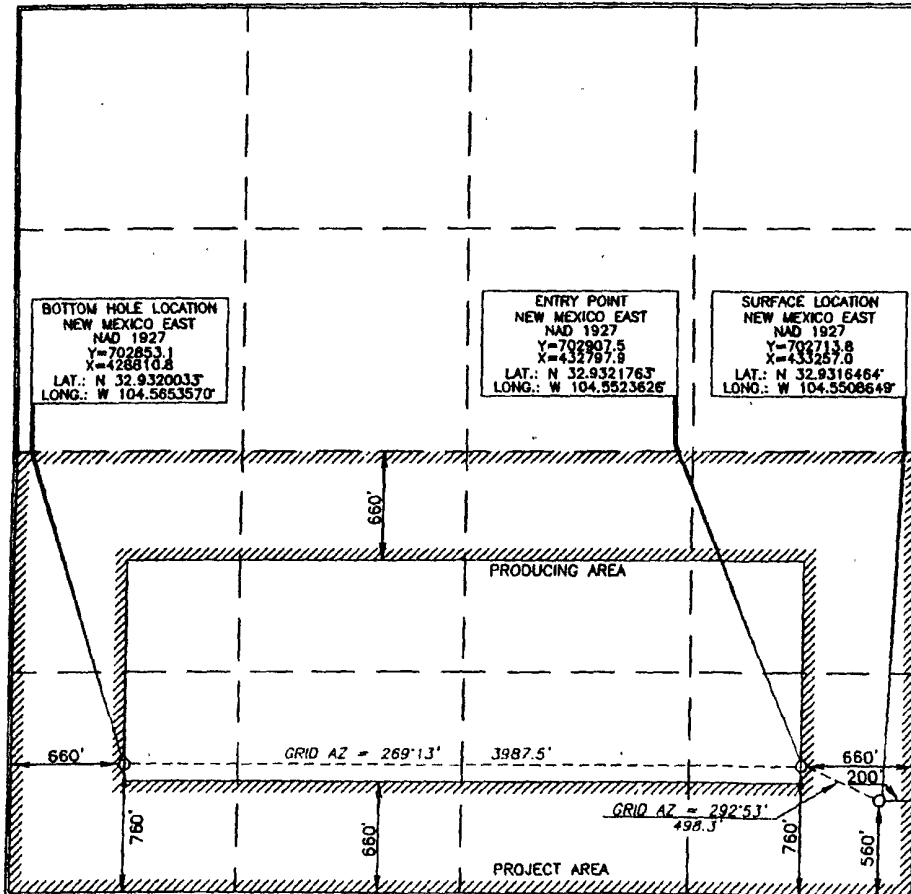 BOTTOM HOLE LOCATION
NEW MEXICO EAST
NAD 1927
Y=702853.1
X=428810.8
LAT.: N 32.9320033°
LONG.: W 104.5653570°
ENTRY POINT
NEW MEXICO EAST
NAD 1927
Y=702907.5
X=432797.9
LAT.: N 32.9321763°
LONG.: W 104.5523626°
SURFACE LOCATION
NEW MEXICO EAST
NAD 1927
Y=702713.8
X=433257.0
LAT.: N 32.9316464°
LONG.: W 104.5508649°
660'
PRODUCING AREA
660'
GRID AZ = 269°13' 3987.5'
660'
200'
GRID AZ = 292°53'
498.3'
760'
660'
760'
560'
PROJECT AREA